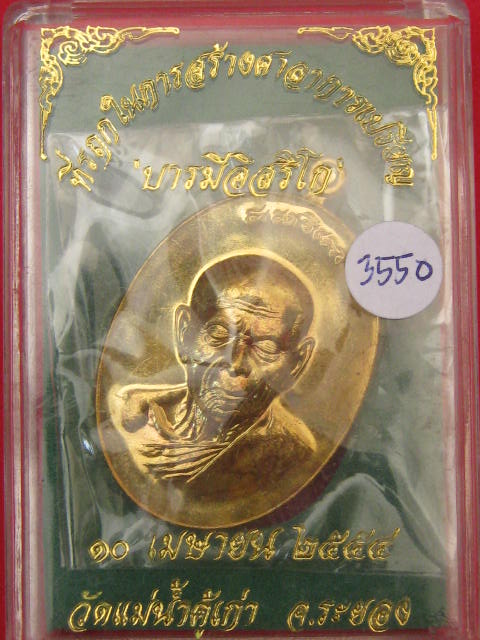 ที่ระลึกในการสร้างศาลาการเปรียญ
'บารมีอิสริโก'
3550
๑๐ เมษายน ๒๕๕๔
วัดแม่น้ำคู้เก่า จ.ระยอง